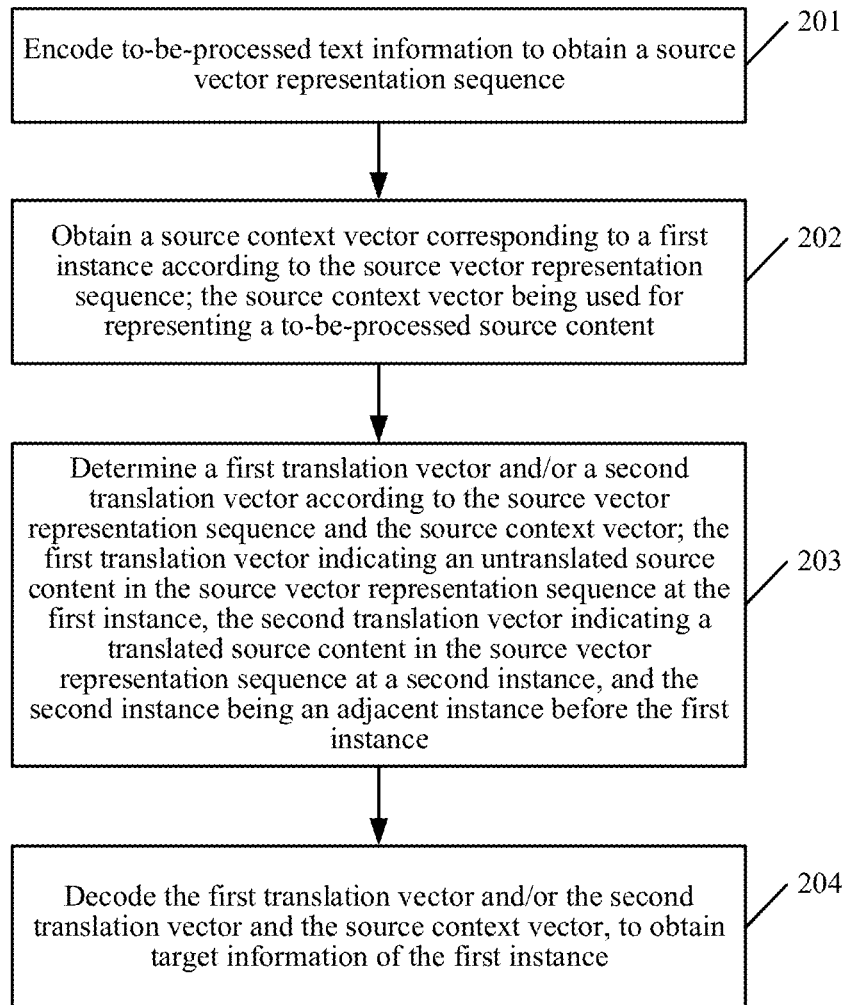 201
Encode to-be-processed text information to obtain a source
vector representation sequence
202
Obtain a source context vector corresponding to a first
instance according to the source vector representation
sequence; the source context vector being used for
representing a to-be-processed source content
203
Determine a first translation vector and/or a second
translation vector according to the source vector
representation sequence and the source context vector; the
first translation vector indicating an untranslated source
content in the source vector representation sequence at the
first instance, the second translation vector indicating a
translated source content in the source vector
representation sequence at a second instance, and the
second instance being an adjacent instance before the first
instance
204
Decode the first translation vector and/or the second
translation vector and the source context vector, to obtain
target information of the first instance